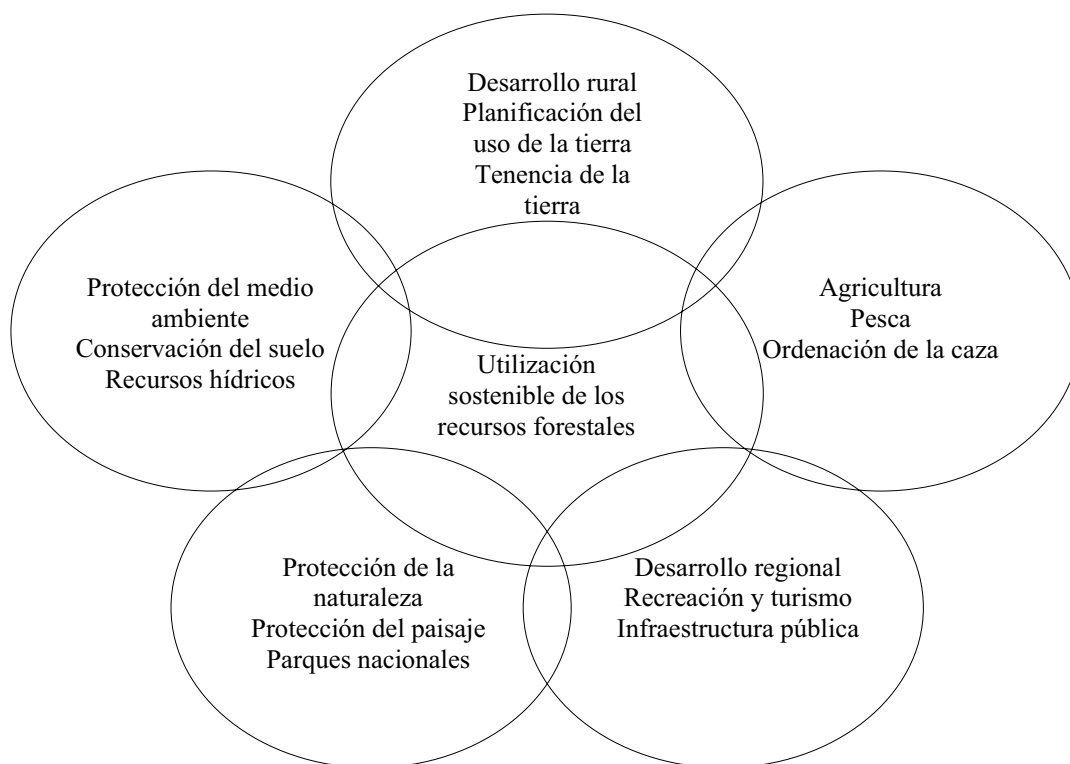 Desarrollo rural
Planificación del
uso de la tierra
Tenencia de la
tierra
Protección del medio
ambiente
Conservación del suelo
Recursos hídricos
Agricultura
Pesca
Ordenación de la caza
Utilización
sostenible de los
recursos forestales
Protección de la
naturaleza
Protección del paisaje
Parques nacionales
Desarrollo regional
Recreación y turismo
Infraestructura pública